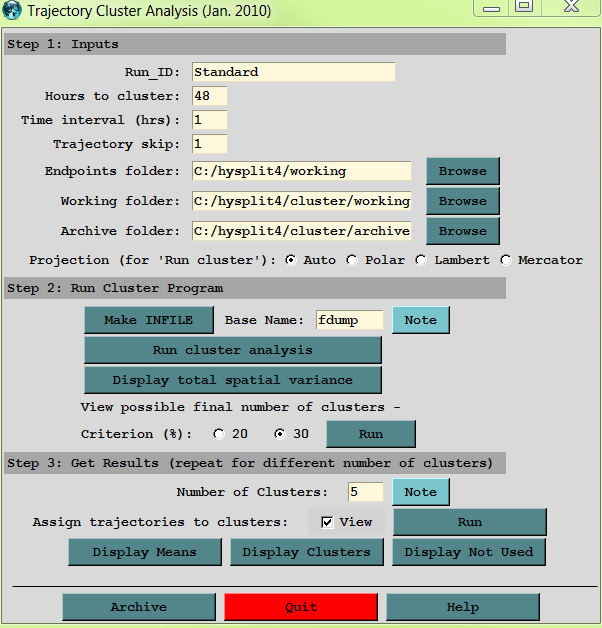 Trajectory Cluster Analysis (Jan. 2010)
Step 1: Inputs
Run_ID: Standard
Hours to cluster: 48
Time interval (hrs): 1
Trajectory skip: 1
Endpoints folder: C:/hysplit4/working Browse
Working folder: C:/hysplit4/cluster/working Browse
Archive folder: C:/hysplit4/cluster/archive Browse
Projection (for 'Run cluster'): Auto Polar Lambert Mercator
Step 2: Run Cluster Program
Make INFILE Base Name: fdump Note
Run cluster analysis
Display total spatial variance
View possible final number of clusters -
Criterion (%): 20 30 Run
Step 3: Get Results (repeat for different number of clusters)
Number of Clusters: 5 Note
Assign trajectories to clusters: View Run
Display Means Display Clusters Display Not Used
Archive Quit Help